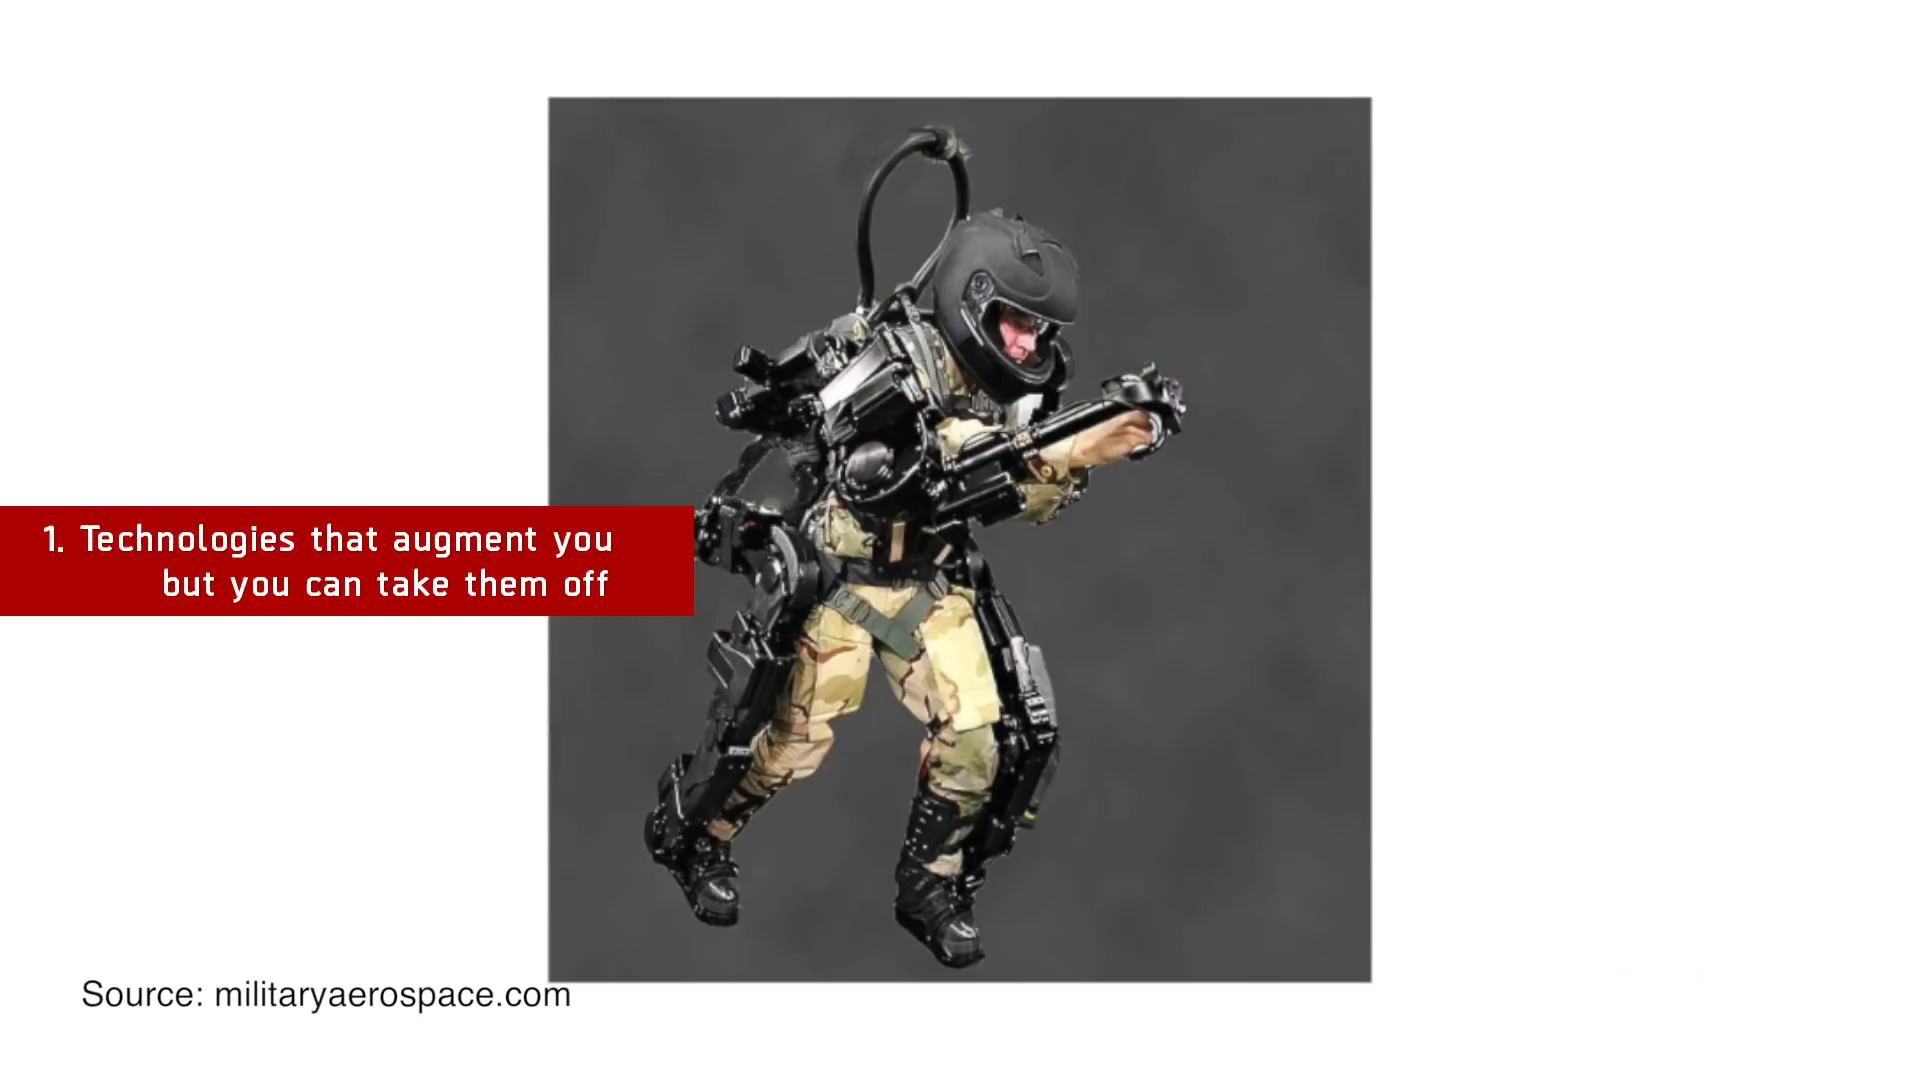 1. Technologies that augment you
but you can take them off
Source: militaryaerospace.com